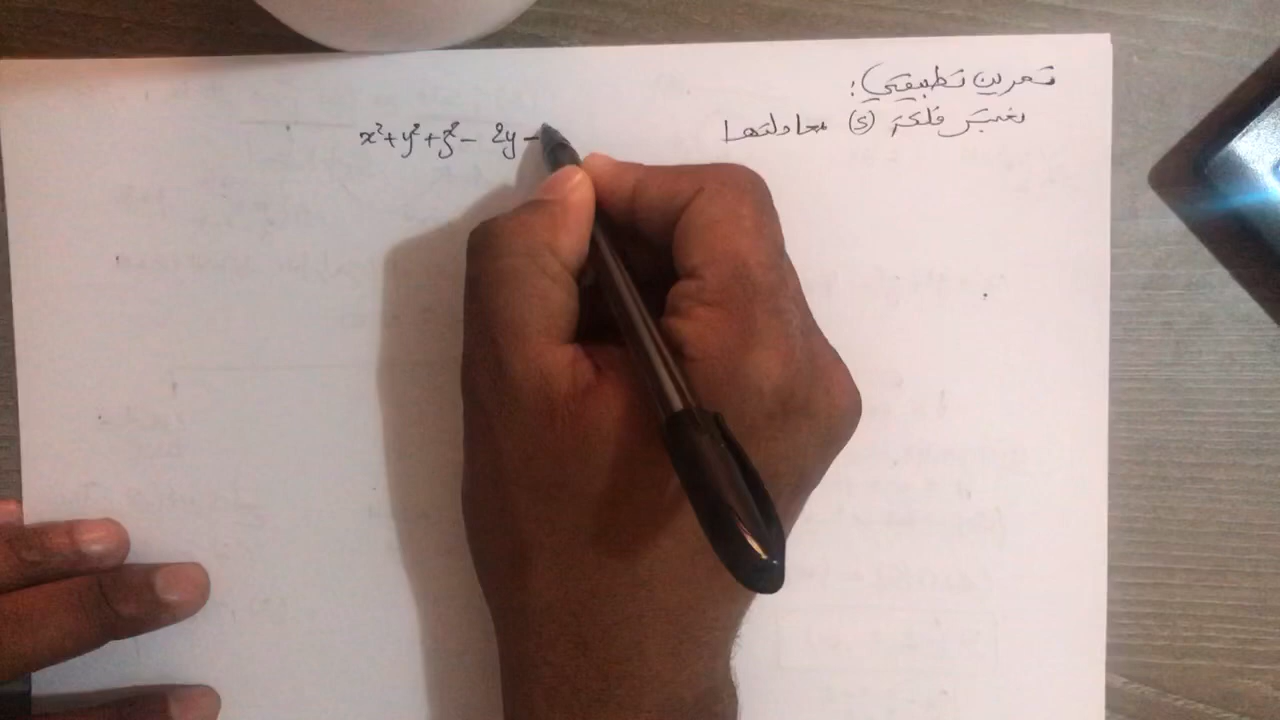 تمرين تطبيقي :
نعتبر فلكة (S) معادلتها
x²+y²+z²- 2y -